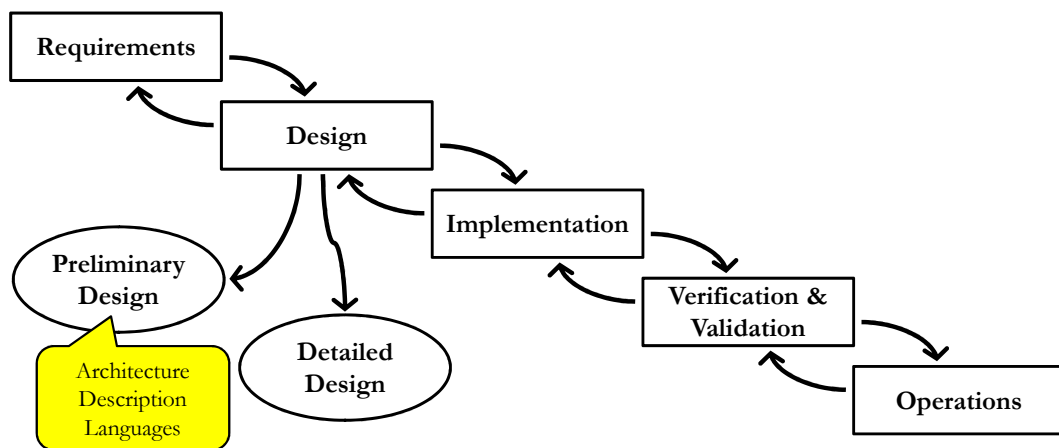 Requirements
Design
Implementation
Preliminary
Design
Verification &
Validation
Detailed
Design
Architecture
Description
Languages
Operations